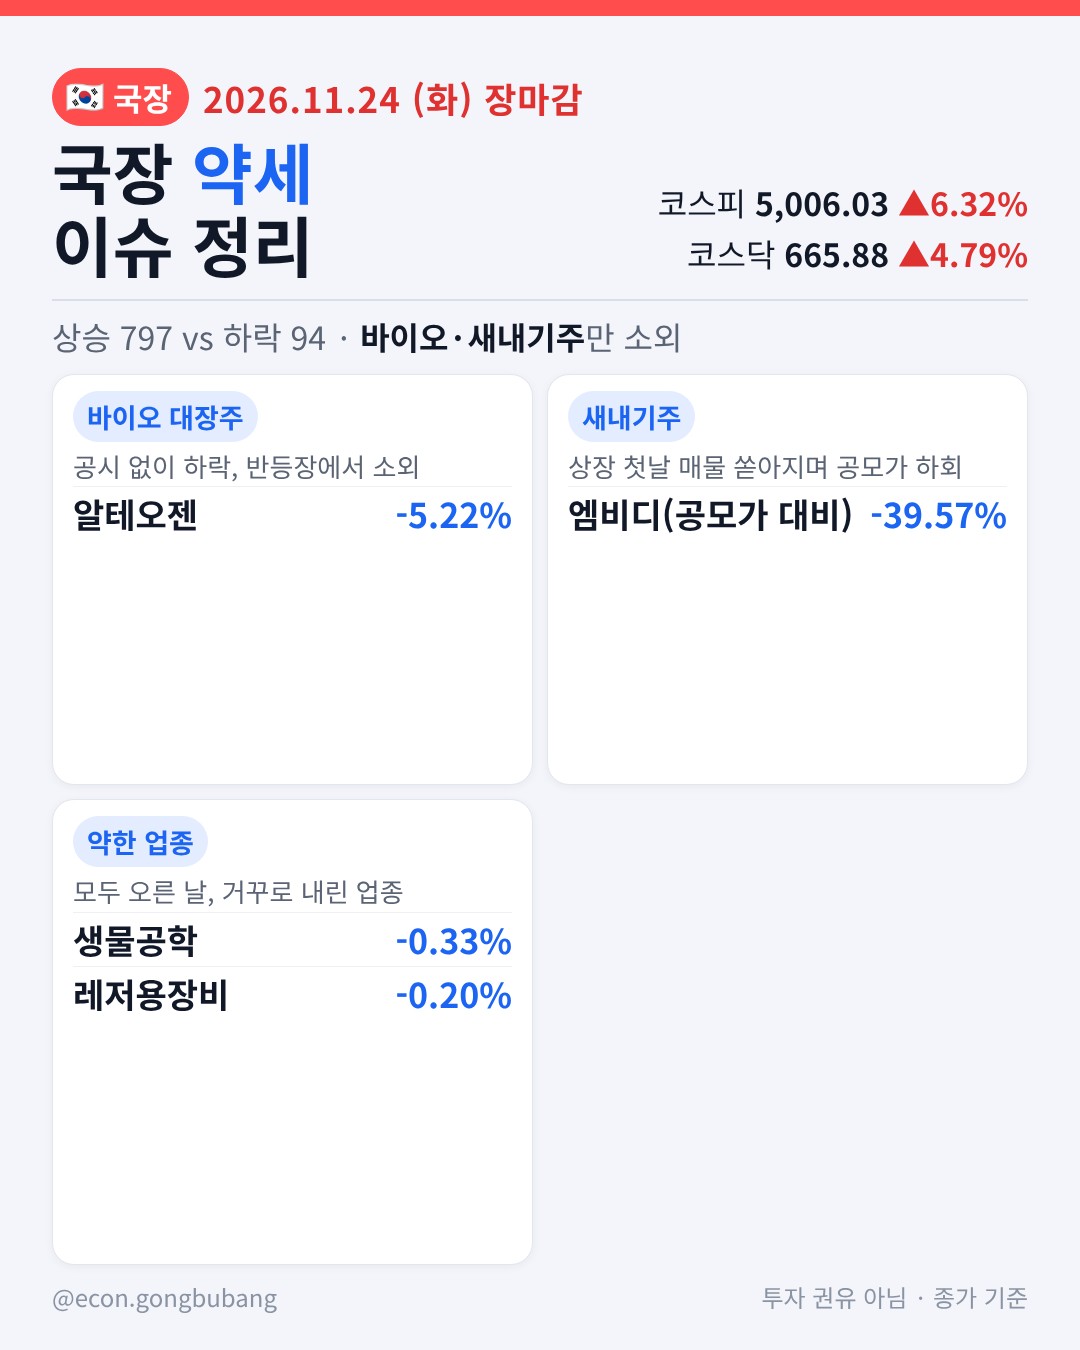 🇰🇷 국장 2026.11.24 (화) 장마감
국장 약세
이슈 정리
코스피 5,006.03 ▲6.32%
코스닥 665.88 ▲4.79%
상승 797 vs 하락 94 · 바이오·새내기주만 소외
바이오 대장주
공시 없이 하락, 반등장에서 소외
알테오젠 -5.22%
새내기주
상장 첫날 매물 쏟아지며 공모가 하회
엠비디(공모가 대비) -39.57%
약한 업종
모두 오른 날, 거꾸로 내린 업종
생물공학 -0.33%
레저용장비 -0.20%
@econ.gongbubang
투자 권유 아님 · 종가 기준